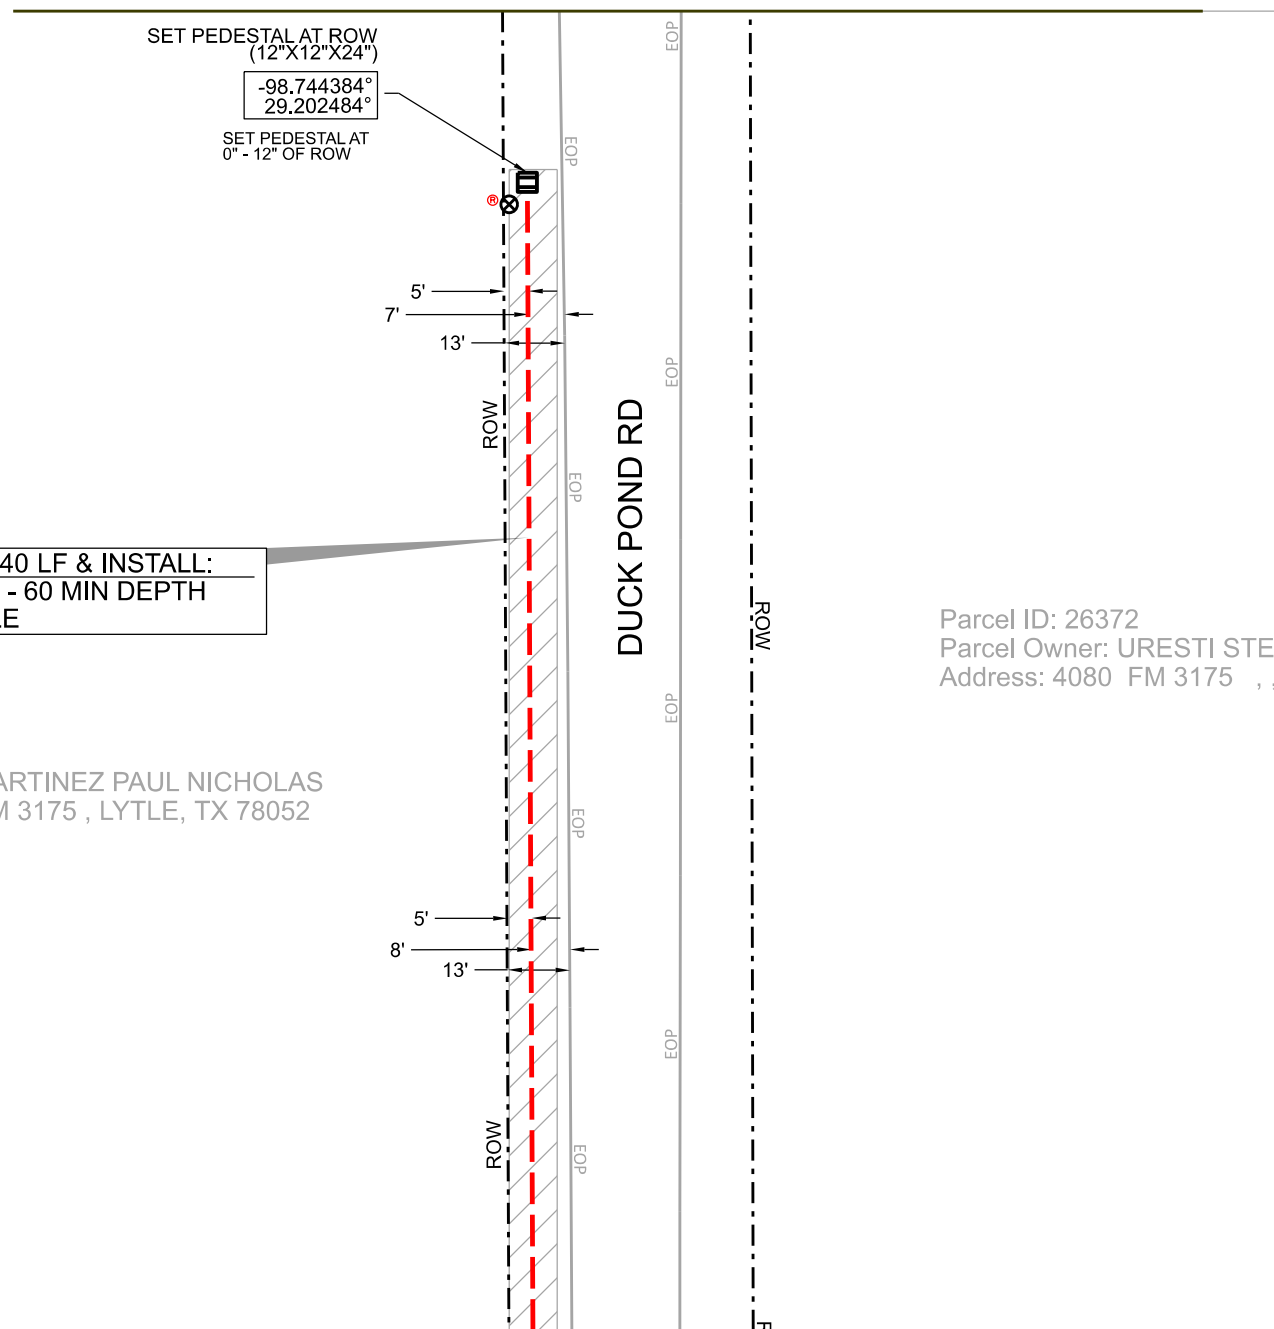 SET PEDESTAL AT ROW
(12"X12"X24")
-98.744384°
29.202484°
SET PEDESTAL AT
0" - 12" OF ROW
EOP
EOP
®
5'
7'
13'
EOP
ROW
DUCK POND RD
EOP
40 LF & INSTALL:
- 60 MIN DEPTH
LE
ROW
Parcel ID: 26372
Parcel Owner: URESTI STE
Address: 4080 FM 3175 , ,
EOP
ARTINEZ PAUL NICHOLAS
M 3175 , LYTLE, TX 78052
EOP
5'
8'
13'
EOP
ROW
EOP